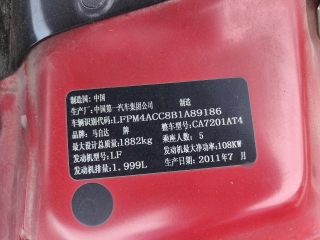 制造国: 中国
生产厂: 中国第一汽车集团公司 制造
车辆识别代码: LFPM4ACC8B1A89186
品牌: 马自达 牌 整车型号: CA7201AT4
最大设计总质量: 1882kg 乘坐人数: 5
发动机型号: LF 发动机最大净功率: 108KW
发动机排量: 1.999L 生产日期: 2011年7月